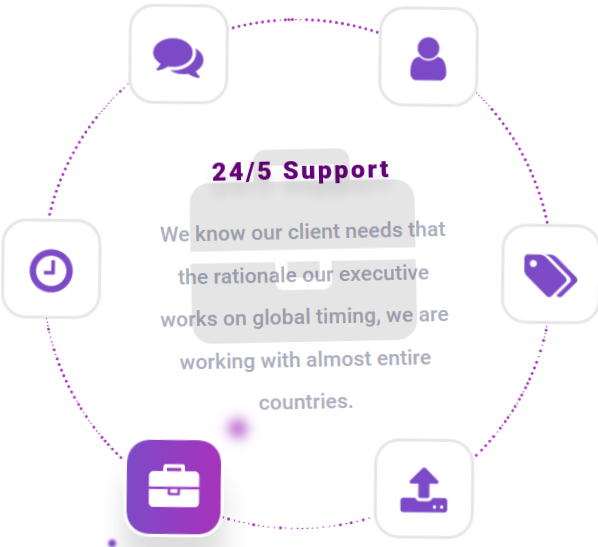 24/5 Support
We know our client needs that
the rationale our executive
works on global timing, we are
working with almost entire
countries.